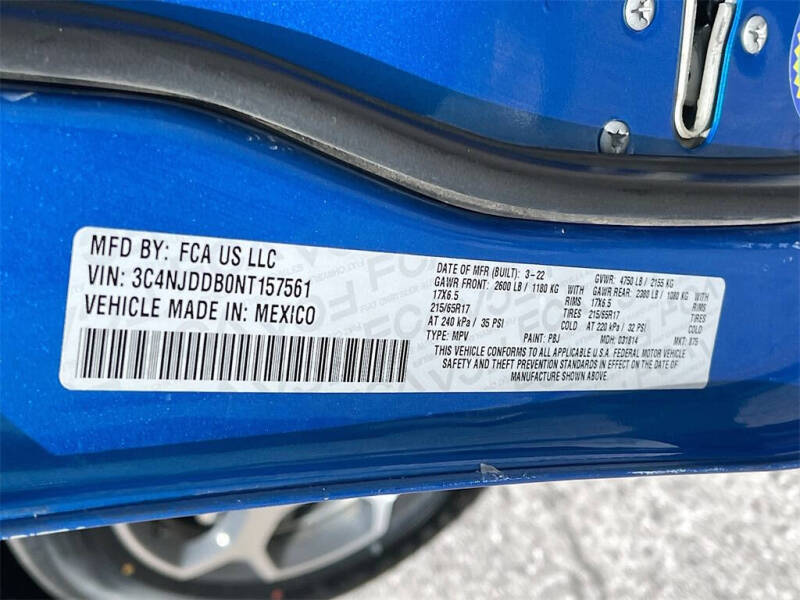 MFD BY: FCA US LLC
VIN: 3C4NJDDB0NT157561
VEHICLE MADE IN: MEXICO
DATE OF MFR (BUILT): 3-22 GVWR: 4750 LB / 2155 KG
GAWR FRONT: 2600 LB / 1180 KG WITH GAWR REAR: 2380 LB / 1080 KG WITH
17X6.5 RIMS 17X6.5 RIMS
215/65R17 TIRES 215/65R17 TIRES
AT 240 kPa / 35 PSI COLD AT 220 kPa / 32 PSI COLD
TYPE: MPV PAINT: PBJ MDH: 031814 MKT: 875
THIS VEHICLE CONFORMS TO ALL APPLICABLE U.S.A. FEDERAL MOTOR VEHICLE
SAFETY AND THEFT PREVENTION STANDARDS IN EFFECT ON THE DATE OF
MANUFACTURE SHOWN ABOVE.